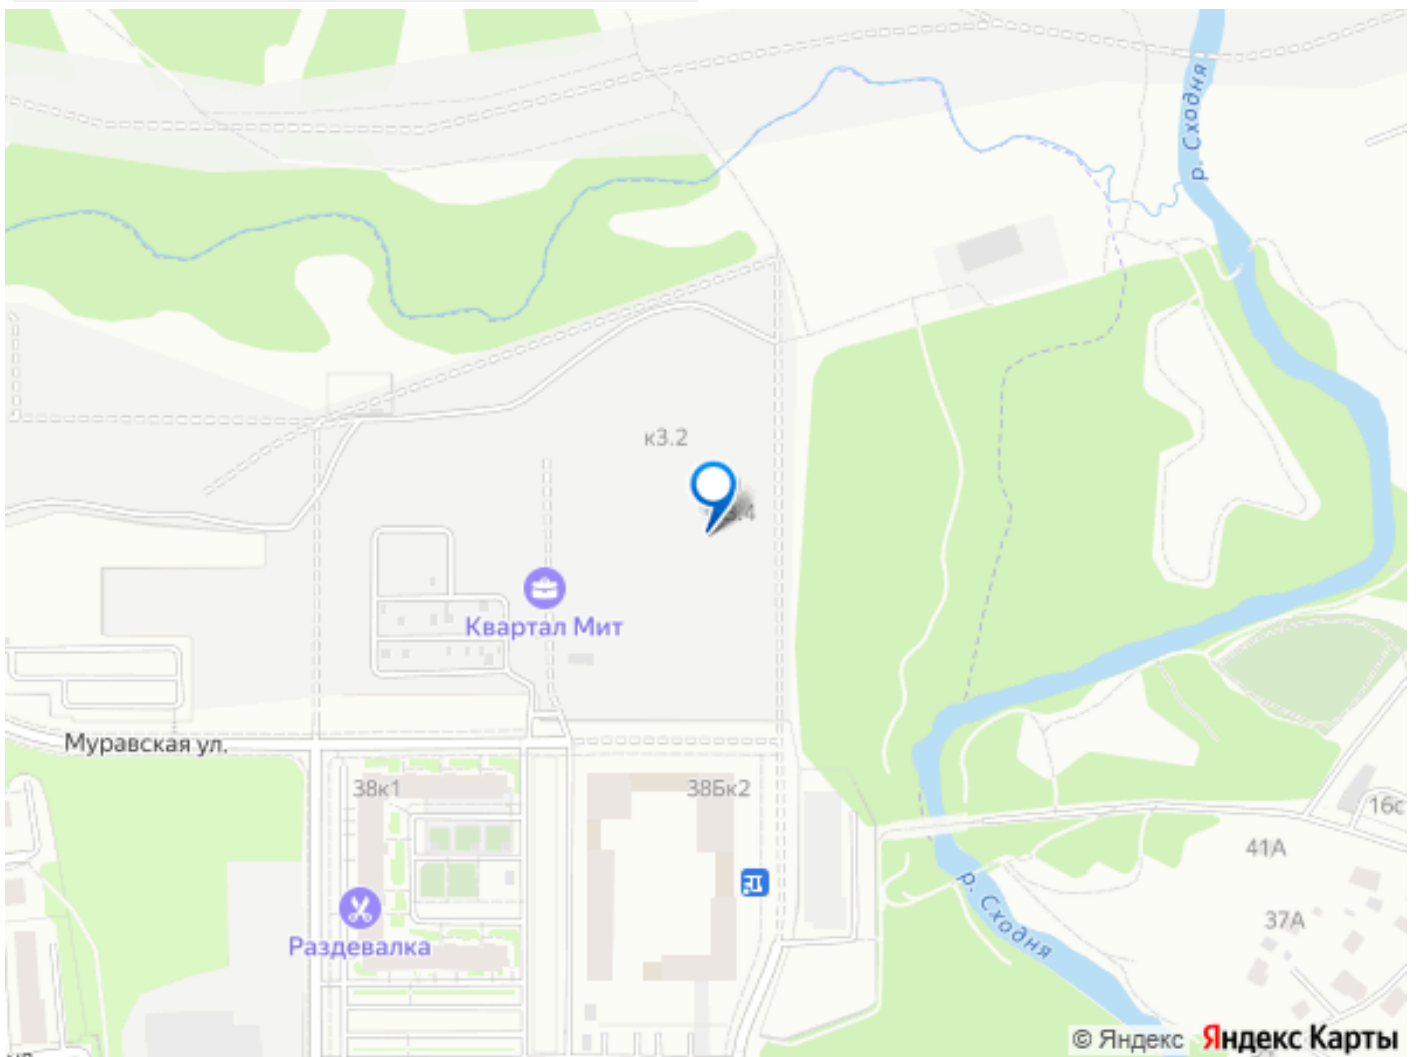 р. Сходня
к3.2
Квартал Мит
Муравская ул.
38к1
38Бк2
16с
41А
37А
Раздевалка
р. Сходня
© Яндекс Яндекс Карты